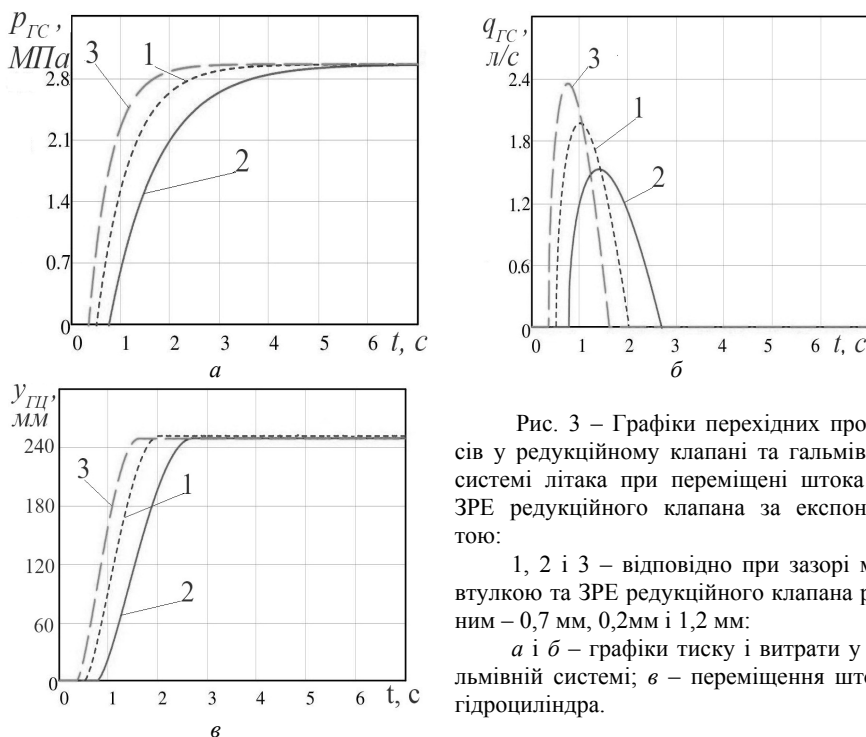 p_ГС,
МПа
2.8
2.1
1.4
0.7
0
3
1
2
0 1 2 3 4 5 6 t, c
а
q_ГС,
л/с
2.4
1.8
1.2
0.6
0
3
1
2
0 1 2 3 4 5 6 t, c
б
y_ГЦ,
мм
240
180
120
60
0
3
1
2
0 1 2 3 4 5 6 t, c
в
Рис. 3 – Графіки перехідних про
сів у редукційному клапані та гальмів
системі літака при переміщені штока
ЗРЕ редукційного клапана за експон
тою:
1, 2 і 3 – відповідно при зазорі м
втулкою та ЗРЕ редукційного клапана р
ним – 0,7 мм, 0,2мм і 1,2 мм:
а і б – графіки тиску і витрати у
льмівній системі; в – переміщення што
гідроциліндра.